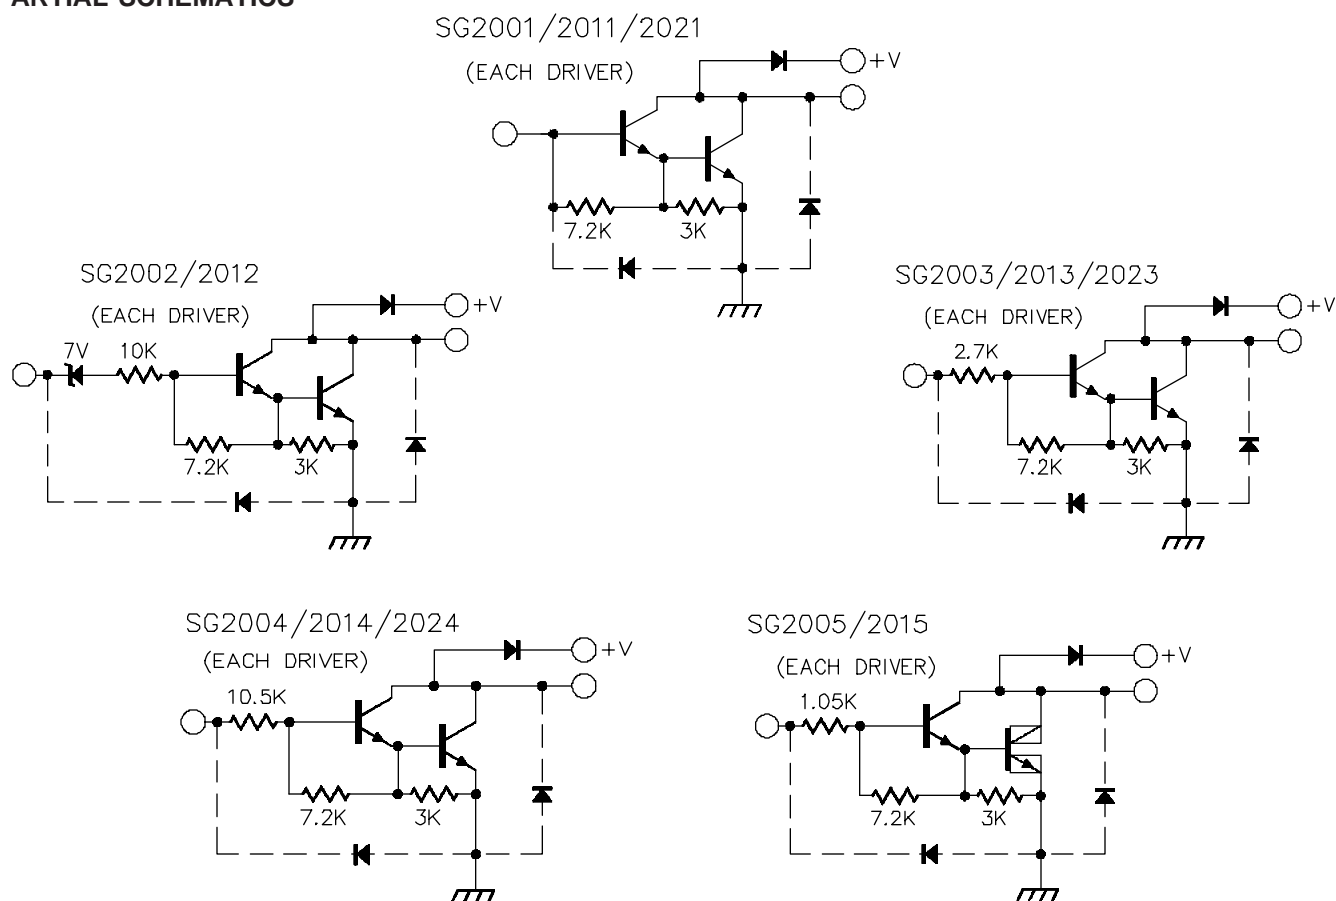 ARTIAL SCHEMATICS
SG2001/2011/2021
(EACH DRIVER)
+V
7.2K
3K
SG2002/2012
(EACH DRIVER)
+V
7V
10K
7.2K
3K
SG2003/2013/2023
(EACH DRIVER)
+V
2.7K
7.2K
3K
SG2004/2014/2024
(EACH DRIVER)
+V
10.5K
7.2K
3K
SG2005/2015
(EACH DRIVER)
+V
1.05K
7.2K
3K